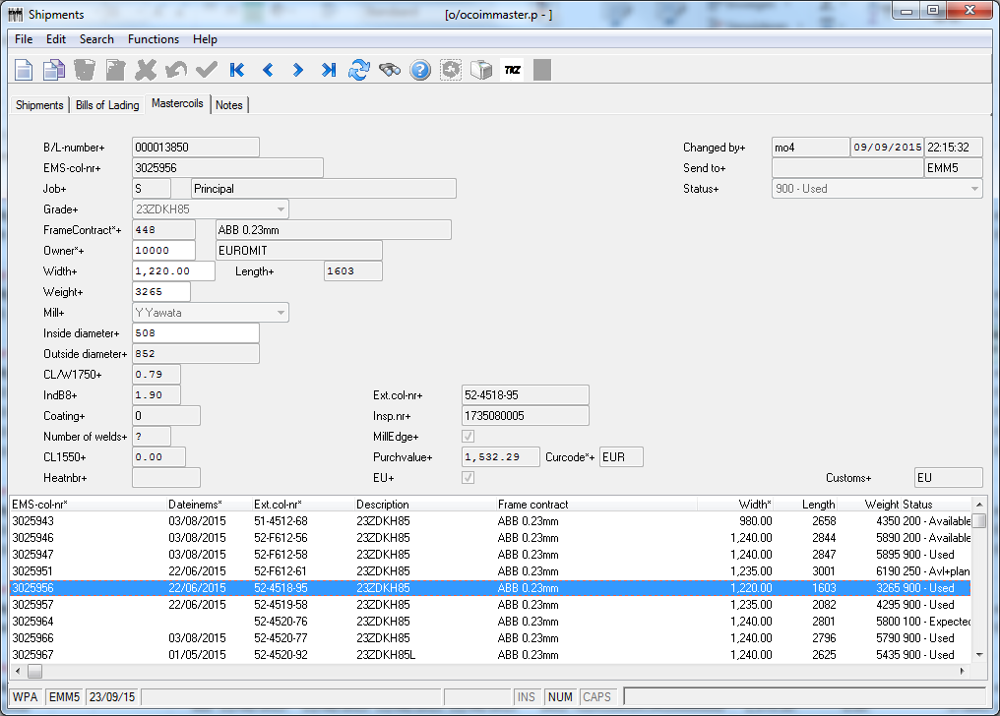 Shipments [o/ocoimmaster.p - ]
File Edit Search Functions Help
TKZ
Shipments Bills of Lading Mastercoils Notes
B/L-number+ 000013850 Changed by+ mo4 09/09/2015 22:15:32
EMS-col-nr+ 3025956 Send to+ EMM5
Job+ S Principal Status+ 900 - Used
Grade+ 23ZDKH85
FrameContract*+ 448 ABB 0.23mm
Owner*+ 10000 EUROMIT
Width+ 1,220.00 Length+ 1603
Weight+ 3265
Mill+ Y Yawata
Inside diameter+ 508
Outside diameter+ 852
CL/W1750+ 0.79
IndB8+ 1.90 Ext.col-nr+ 52-4518-95
Coating+ 0 Insp.nr+ 1735080005
Number of welds+ ? MillEdge+
CL1550+ 0.00 Purchvalue+ 1,532.29 Curcode*+ EUR
Heatnbr+ EU+ Customs+ EU
EMS-col-nr* Dateinems* Ext.col-nr* Description Frame contract Width* Length Weight Status
3025943 03/08/2015 51-4512-68 23ZDKH85 ABB 0.23mm 980.00 2658 4350 200 - Available
3025946 03/08/2015 52-F612-56 23ZDKH85 ABB 0.23mm 1,240.00 2844 5890 200 - Available
3025947 03/08/2015 52-F612-58 23ZDKH85 ABB 0.23mm 1,240.00 2847 5895 900 - Used
3025951 22/06/2015 52-F612-61 23ZDKH85 ABB 0.23mm 1,235.00 3001 6190 250 - Avl+plan
3025956 22/06/2015 52-4518-95 23ZDKH85 ABB 0.23mm 1,220.00 1603 3265 900 - Used
3025957 22/06/2015 52-4519-58 23ZDKH85 ABB 0.23mm 1,235.00 2082 4295 900 - Used
3025964 52-4520-76 23ZDKH85 ABB 0.23mm 1,240.00 2801 5800 100 - Expected
3025966 03/08/2015 52-4520-77 23ZDKH85 ABB 0.23mm 1,240.00 2796 5790 900 - Used
3025967 01/05/2015 52-4520-92 23ZDKH85L ABB 0.23mm 1,240.00 2625 5435 900 - Used
WPA EMM5 23/09/15 INS NUM CAPS